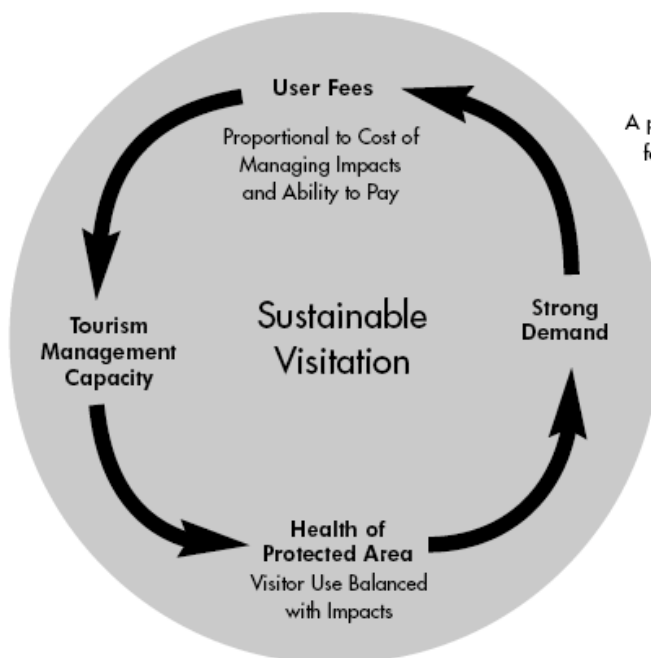 User Fees
Proportional to Cost of
Managing Impacts
and Ability to Pay
A p
fo
Sustainable
Visitation
Tourism
Management
Capacity
Strong
Demand
Health of
Protected Area
Visitor Use Balanced
with Impacts